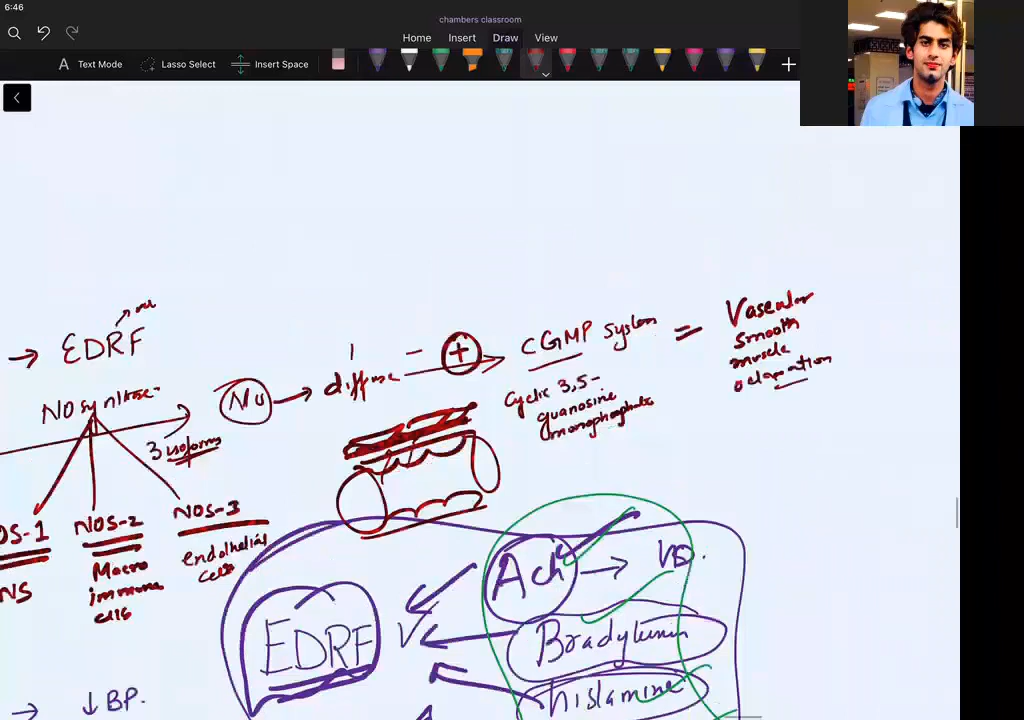 6:46
chambers classroom
Home Insert Draw View
Text Mode
Lasso Select
Insert Space
EDRF
NO synthase
3 isoforms
OS-1
NS
NOS-2
Macro
immune
cells
NOS-3
endothelial
cells
NO
diffuse
+
CGMP System
Cyclic 3,5-
guanosine
monophosphate
=
Vascular
Smooth
muscle
relaxation
EDRF
Ach
VD.
Bradykinin
histamine
↓ BP.